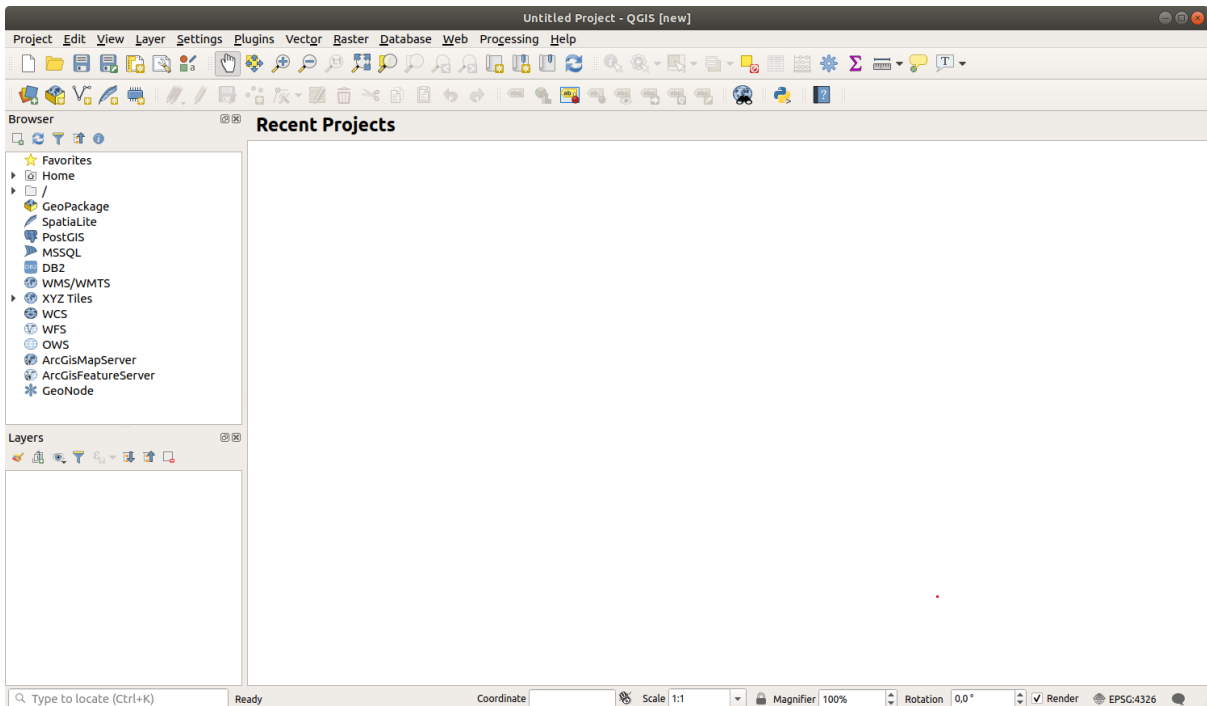 Untitled Project - QGIS [new]
Project Edit View Layer Settings Plugins Vector Raster Database Web Processing Help
Browser
Recent Projects
Favorites
Home
/
GeoPackage
SpatiaLite
PostGIS
MSSQL
DB2
WMS/WMTS
XYZ Tiles
WCS
WFS
OWS
ArcGisMapServer
ArcGisFeatureServer
GeoNode
Layers
Type to locate (Ctrl+K) Ready Coordinate Scale 1:1 Magnifier 100% Rotation 0,0 ° Render EPSG:4326